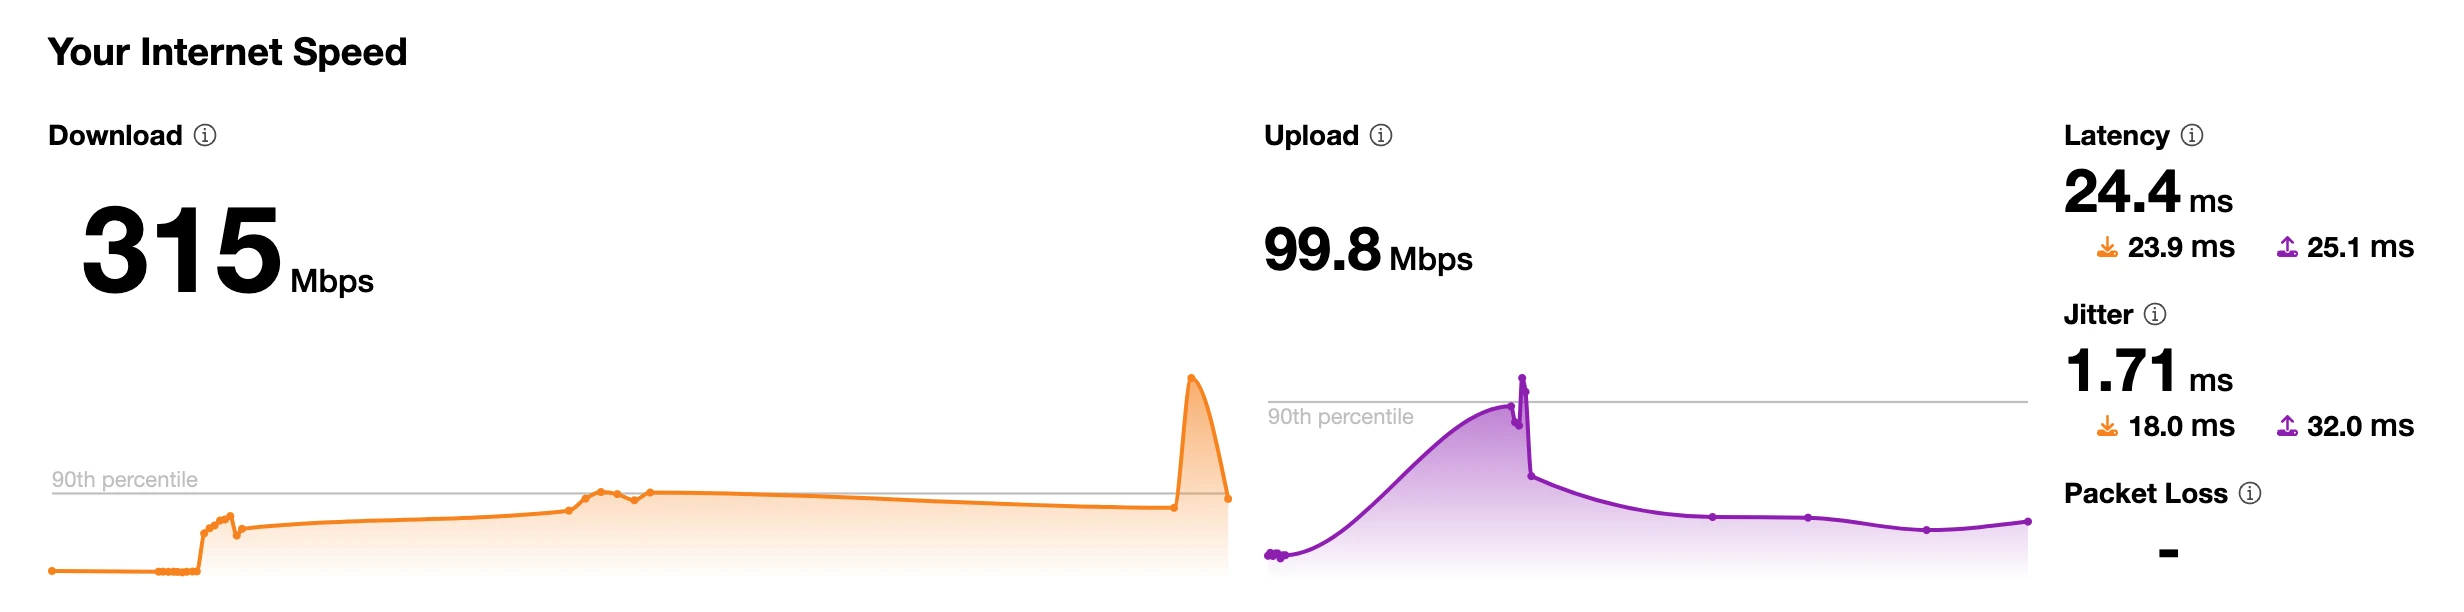 Your Internet Speed
Download
315 Mbps
90th percentile
Upload
99.8 Mbps
90th percentile
Latency
24.4 ms
23.9 ms 25.1 ms
Jitter
1.71 ms
18.0 ms 32.0 ms
Packet Loss
-